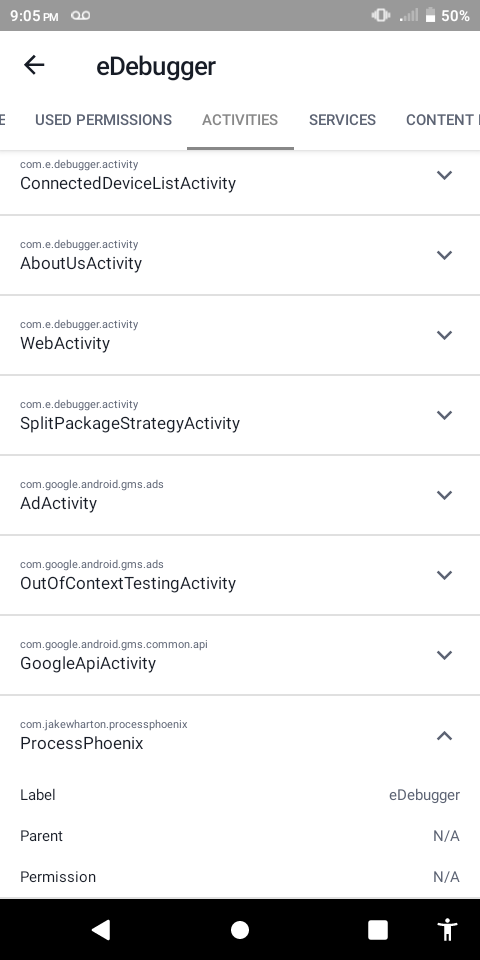 9:05 PM 50%
eDebugger
E USED PERMISSIONS ACTIVITIES SERVICES CONTENT
com.e.debugger.activity
ConnectedDeviceListActivity
com.e.debugger.activity
AboutUsActivity
com.e.debugger.activity
WebActivity
com.e.debugger.activity
SplitPackageStrategyActivity
com.google.android.gms.ads
AdActivity
com.google.android.gms.ads
OutOfContextTestingActivity
com.google.android.gms.common.api
GoogleApiActivity
com.jakewharton.processphoenix
ProcessPhoenix
Label eDebugger
Parent N/A
Permission N/A